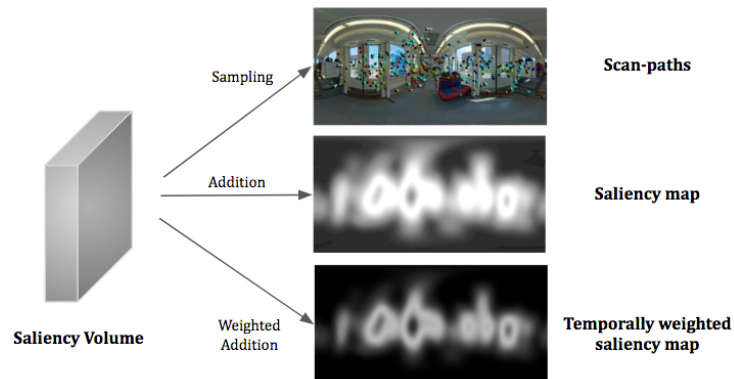 Sampling
Scan-paths
Addition
Saliency map
Saliency Volume
Weighted
Addition
Temporally weighted
saliency map